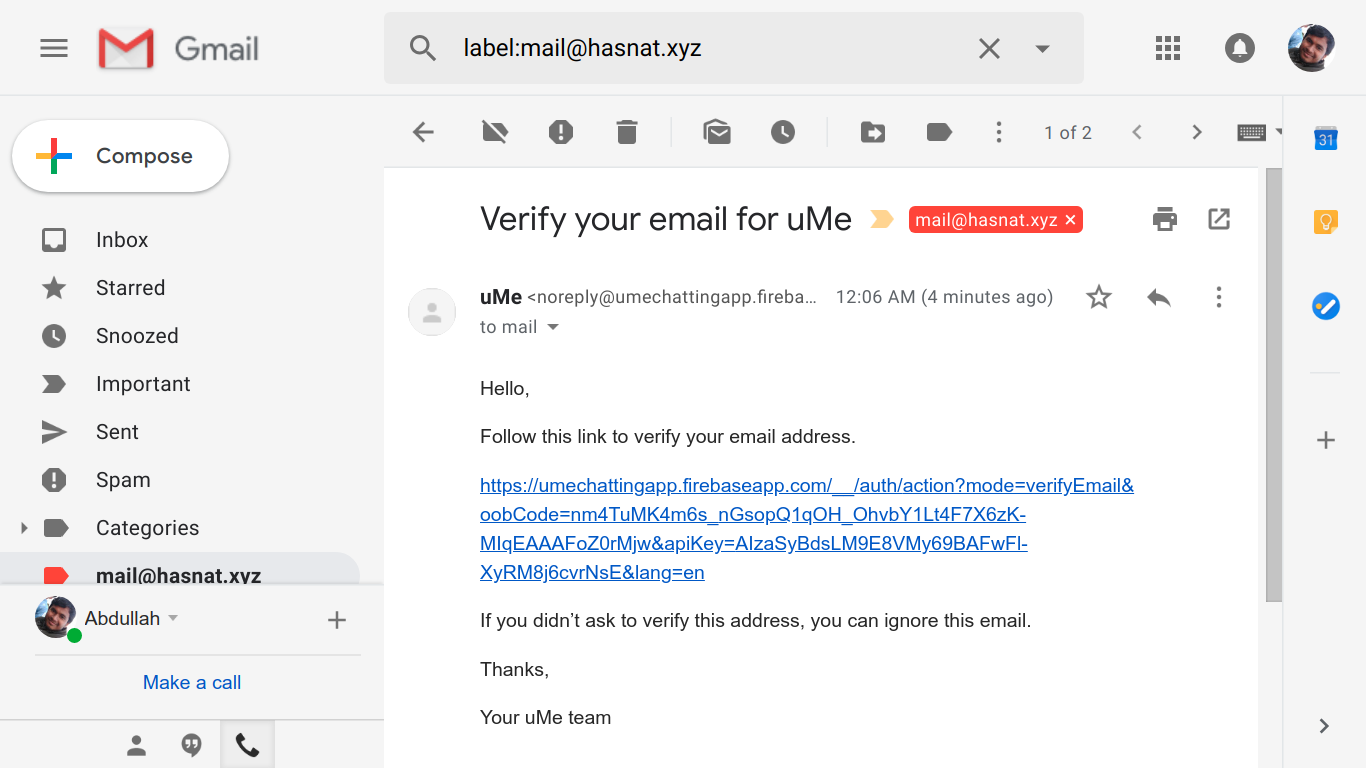 Gmail
label:mail@hasnat.xyz
Compose
Inbox
Starred
Snoozed
Important
Sent
Spam
Categories
mail@hasnat.xyz
Abdullah
Make a call
1 of 2
31
Verify your email for uMe
mail@hasnat.xyz ×
uMe <noreply@umechattingapp.fireba... 12:06 AM (4 minutes ago)
to mail
Hello,
Follow this link to verify your email address.
https://umechattingapp.firebaseapp.com/__/auth/action?mode=verifyEmail&
oobCode=nm4TuMK4m6s_nGsopQ1qOH_OhvbY1Lt4F7X6zK-
MIqEAAAFoZ0rMjw&apiKey=AIzaSyBdsLM9E8VMy69BAFwFl-
XyRM8j6cvrNsE&lang=en
If you didn’t ask to verify this address, you can ignore this email.
Thanks,
Your uMe team